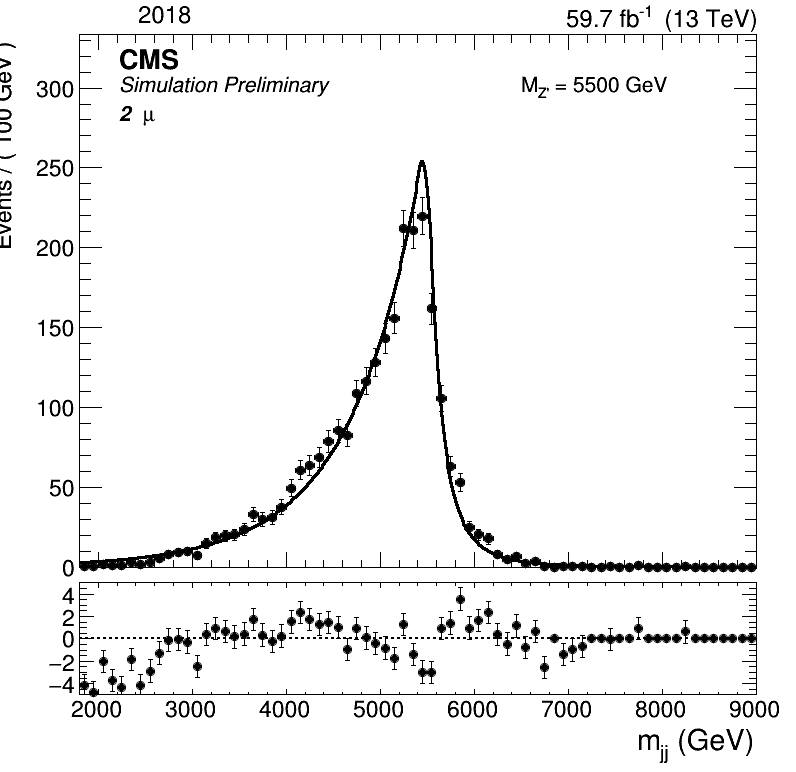 2018 59.7 fb⁻¹ (13 TeV)
CMS
Simulation Preliminary M_Z' = 5500 GeV
2 μ
Events / ( 100 GeV )
300
250
200
150
100
50
0
4
2
0
−2
−4
2000 3000 4000 5000 6000 7000 8000 9000
m_jj (GeV)